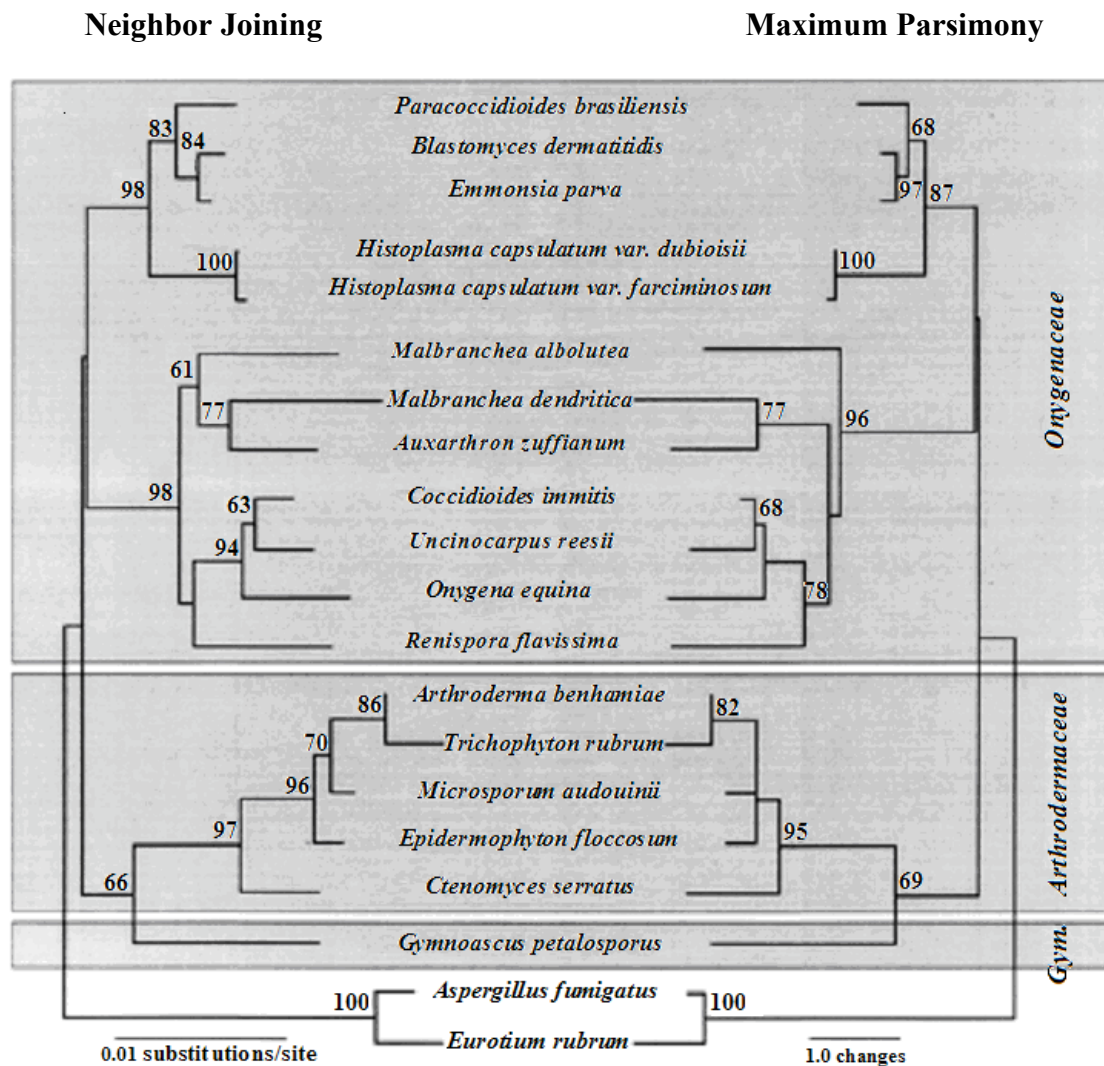 Neighbor Joining
Maximum Parsimony
Paracoccidioides brasiliensis
83
68
84
Blastomyces dermatitidis
98
Emmonsia parva
97
87
Histoplasma capsulatum var. dubioisii
100
100
Histoplasma capsulatum var. farciminosum
Malbranchea albolutea
61
Malbranchea dendritica
77
77
96
Auxarthron zuffianum
98
Coccidioides immitis
63
68
Uncinocarpus reesii
94
Onygena equina
78
Renispora flavissima
Onygenaceae
Arthroderma benhamiae
86
82
Trichophyton rubrum
70
Microsporum audouinii
96
Epidermophyton floccosum
97
95
Ctenomyces serratus
66
69
Arthrodermaceae
Gymnoascus petalosporus
Gym.
Aspergillus fumigatus
100
100
Eurotium rubrum
0.01 substitutions/site
1.0 changes